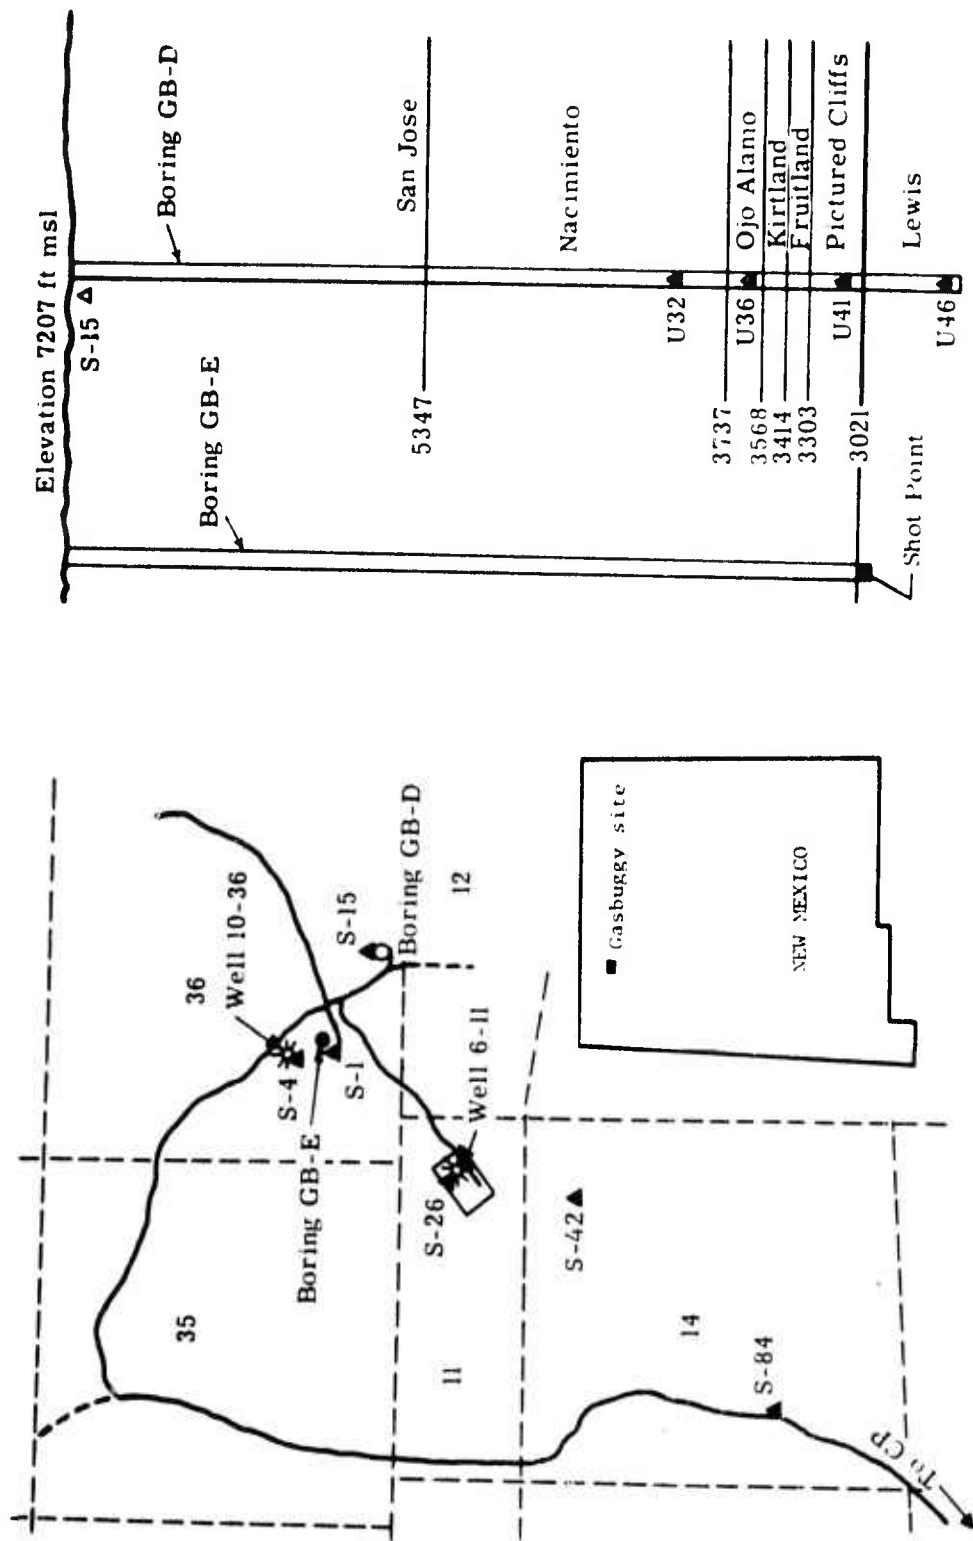 36
Well 10-36
S-4
S-1
S-15
Boring GB-D
12
Boring GB-E
35
S-26
Well 6-11
11
S-42
14
S-84
To CP
Gasbuggy site
NEW MEXICO
Elevation 7207 ft msl
S-15
Boring GB-D
Boring GB-E
San Jose
5347
Nacimiento
U32
3737
U36
Ojo Alamo
3568
Kirtland
3414
Fruitland
3303
U41
Pictured Cliffs
3021
Lewis
U46
Shot Point